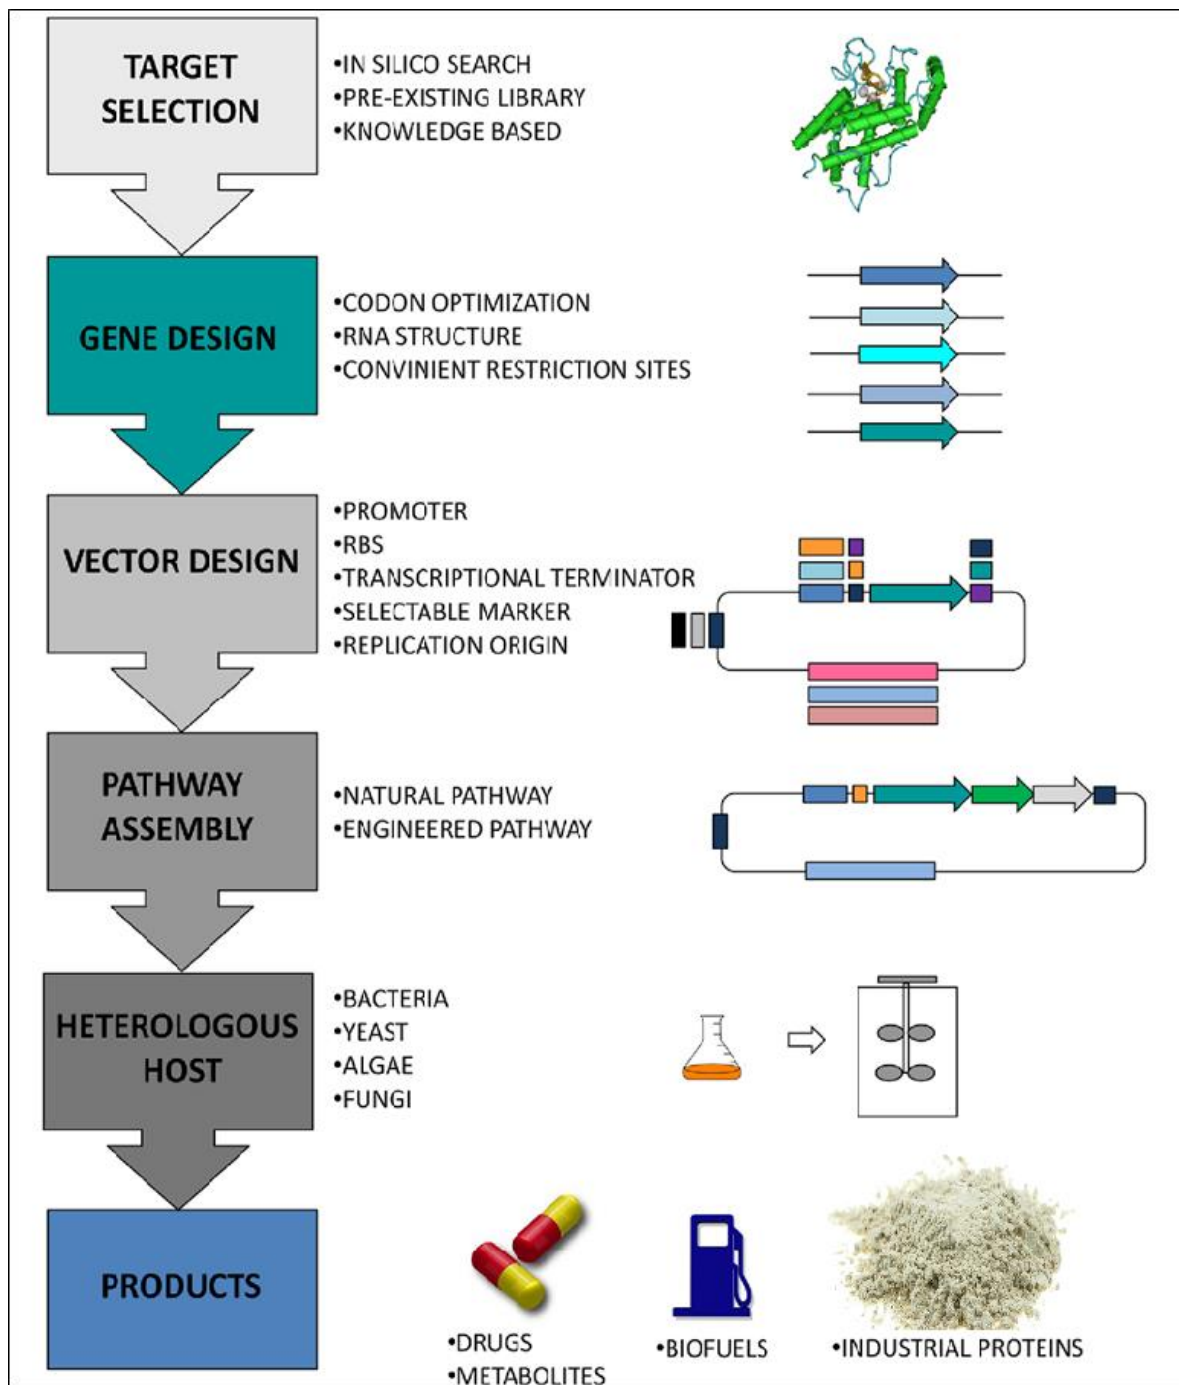 TARGET
SELECTION
•IN SILICO SEARCH
•PRE-EXISTING LIBRARY
•KNOWLEDGE BASED
GENE DESIGN
•CODON OPTIMIZATION
•RNA STRUCTURE
•CONVINIENT RESTRICTION SITES
VECTOR DESIGN
•PROMOTER
•RBS
•TRANSCRIPTIONAL TERMINATOR
•SELECTABLE MARKER
•REPLICATION ORIGIN
PATHWAY
ASSEMBLY
•NATURAL PATHWAY
•ENGINEERED PATHWAY
HETEROLOGOUS
HOST
•BACTERIA
•YEAST
•ALGAE
•FUNGI
PRODUCTS
•DRUGS
•METABOLITES
•BIOFUELS
•INDUSTRIAL PROTEINS